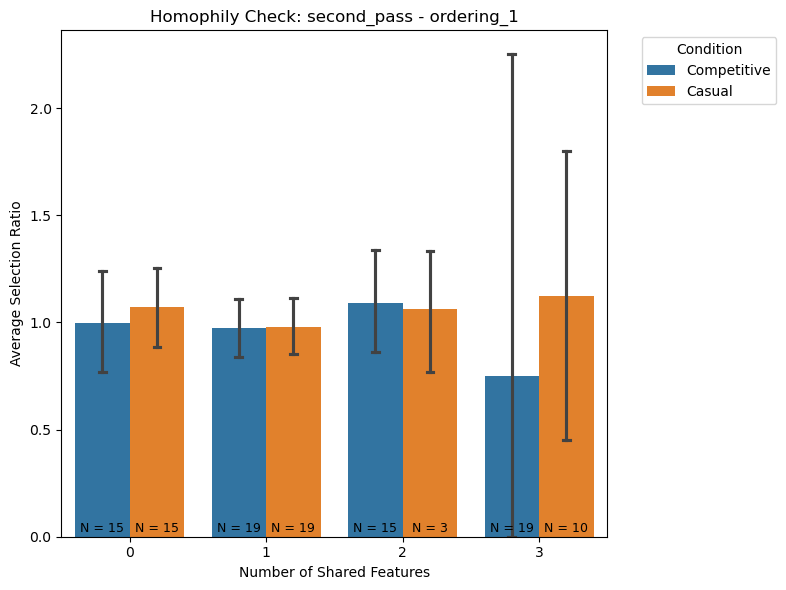 Homophily Check: second_pass - ordering_1
Condition
Competitive
Casual
Average Selection Ratio
2.0
1.5
1.0
0.5
0.0
N = 15
N = 15
N = 19
N = 19
N = 15
N = 3
N = 19
N = 10
0
1
2
3
Number of Shared Features